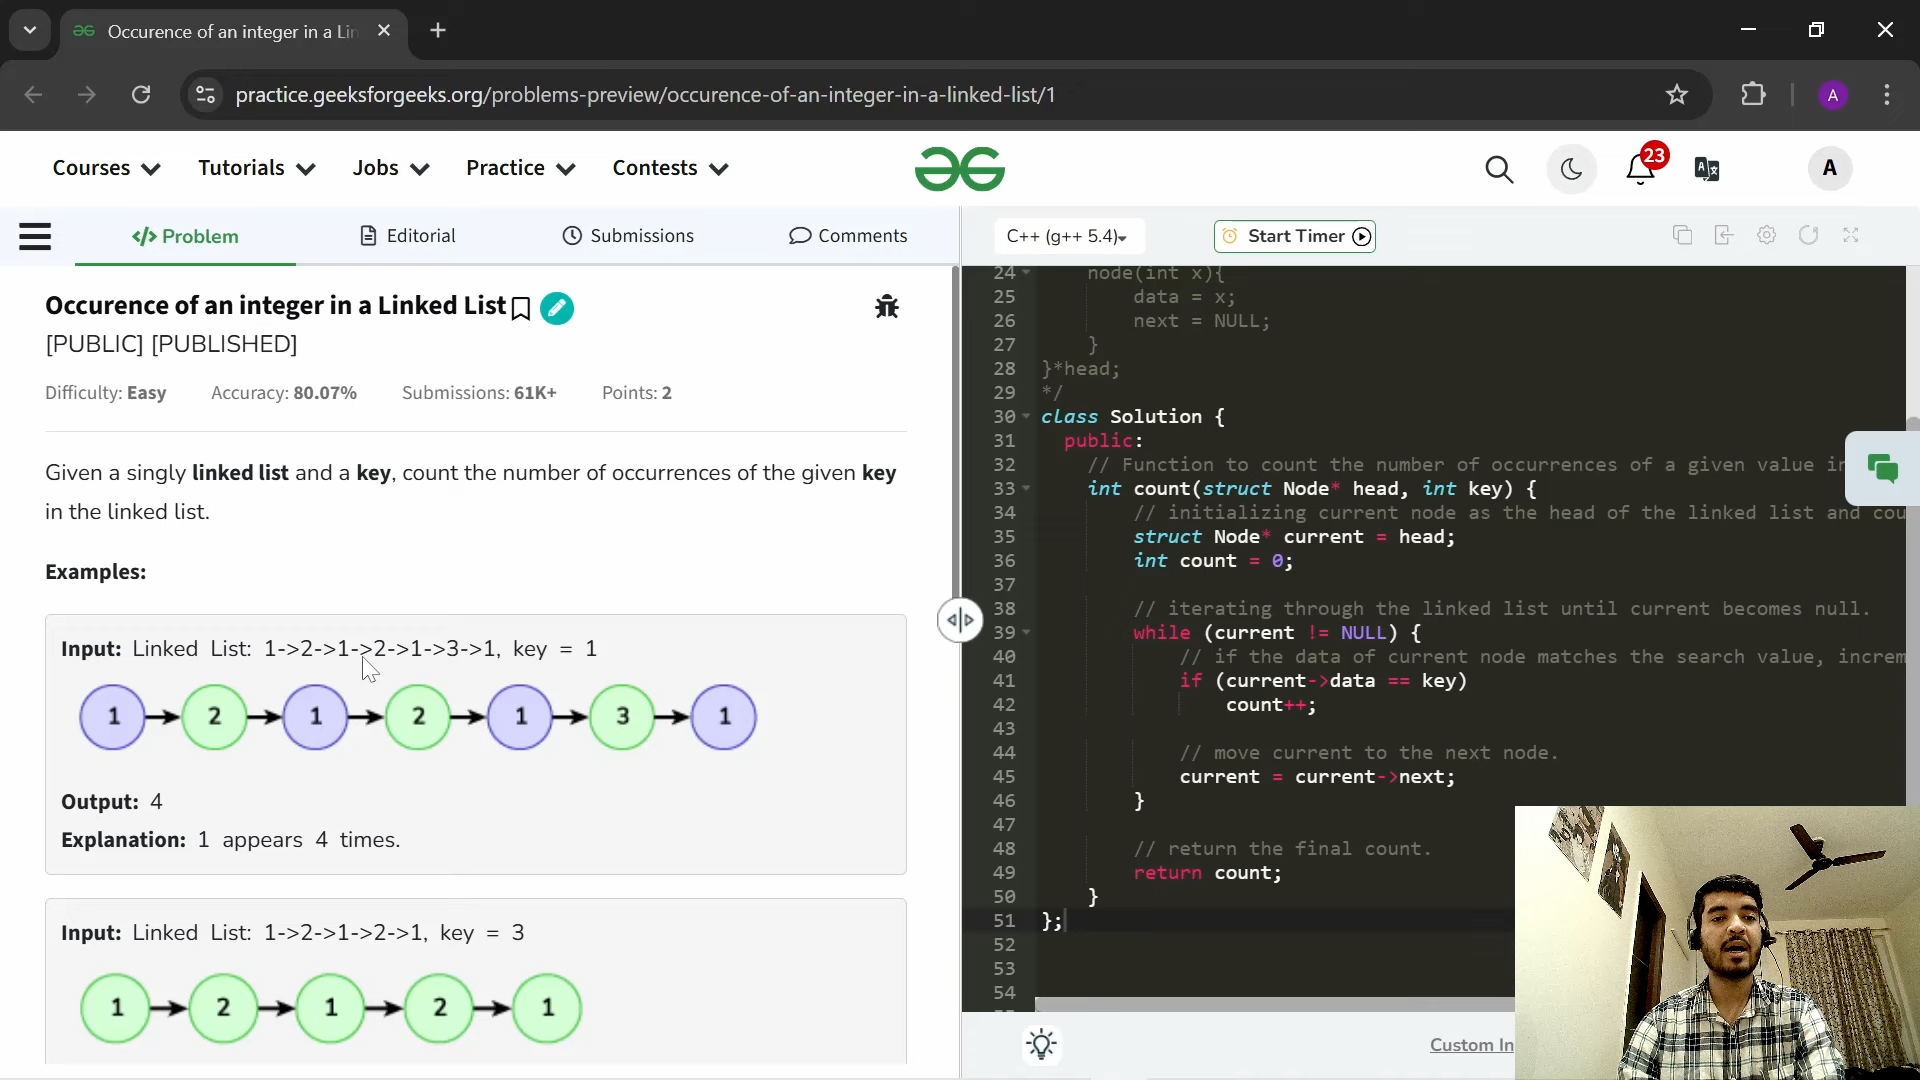 Occurence of an integer in a Lin
practice.geeksforgeeks.org/problems-preview/occurence-of-an-integer-in-a-linked-list/1
A
Courses
Tutorials
Jobs
Practice
Contests
23
A
Problem
Editorial
Submissions
Comments
C++ (g++ 5.4)
Start Timer
Occurence of an integer in a Linked List
[PUBLIC] [PUBLISHED]
Difficulty: Easy
Accuracy: 80.07%
Submissions: 61K+
Points: 2
Given a singly linked list and a key, count the number of occurrences of the given key
in the linked list.
Examples:
Input: Linked List: 1->2->1->2->1->3->1, key = 1
1 2 1 2 1 3 1
Output: 4
Explanation: 1 appears 4 times.
Input: Linked List: 1->2->1->2->1, key = 3
1 2 1 2 1
24 node(int x){
25 data = x;
26 next = NULL;
27 }
28 }*head;
29 */
30 class Solution {
31 public:
32 // Function to count the number of occurrences of a given value in
33 int count(struct Node* head, int key) {
34 // initializing current node as the head of the linked list and cou
35 struct Node* current = head;
36 int count = 0;
37
38 // iterating through the linked list until current becomes null.
39 while (current != NULL) {
40 // if the data of current node matches the search value, increm
41 if (current->data == key)
42 count++;
43
44 // move current to the next node.
45 current = current->next;
46 }
47
48 // return the final count.
49 return count;
50 }
51 };
52
53
54
Custom In